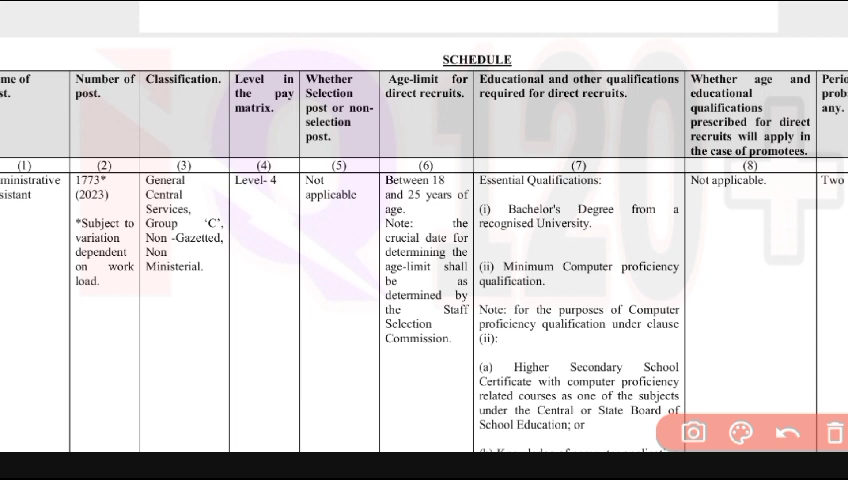 SCHEDULE
me of
st.
Number of
post.
Classification.
Level in
the pay
matrix.
Whether
Selection
post or non-
selection
post.
Age-limit for
direct recruits.
Educational and other qualifications
required for direct recruits.
Whether age and
educational
qualifications
prescribed for direct
recruits will apply in
the case of promotees.
Perio
prob
any.
(1)
(2)
(3)
(4)
(5)
(6)
(7)
(8)
ministrative
sistant
1773*
(2023)
*Subject to
variation
dependent
on work
load.
General
Central
Services,
Group ‘C’,
Non -Gazetted,
Non
Ministerial.
Level- 4
Not
applicable
Between 18
and 25 years of
age.
Note: the
crucial date for
determining the
age-limit shall
be as
determined by
the Staff
Selection
Commission.
Essential Qualifications:
(i) Bachelor's Degree from a
recognised University.
(ii) Minimum Computer proficiency
qualification.
Note: for the purposes of Computer
proficiency qualification under clause
(ii):
(a) Higher Secondary School
Certificate with computer proficiency
related courses as one of the subjects
under the Central or State Board of
School Education; or
Not applicable.
Two
120+